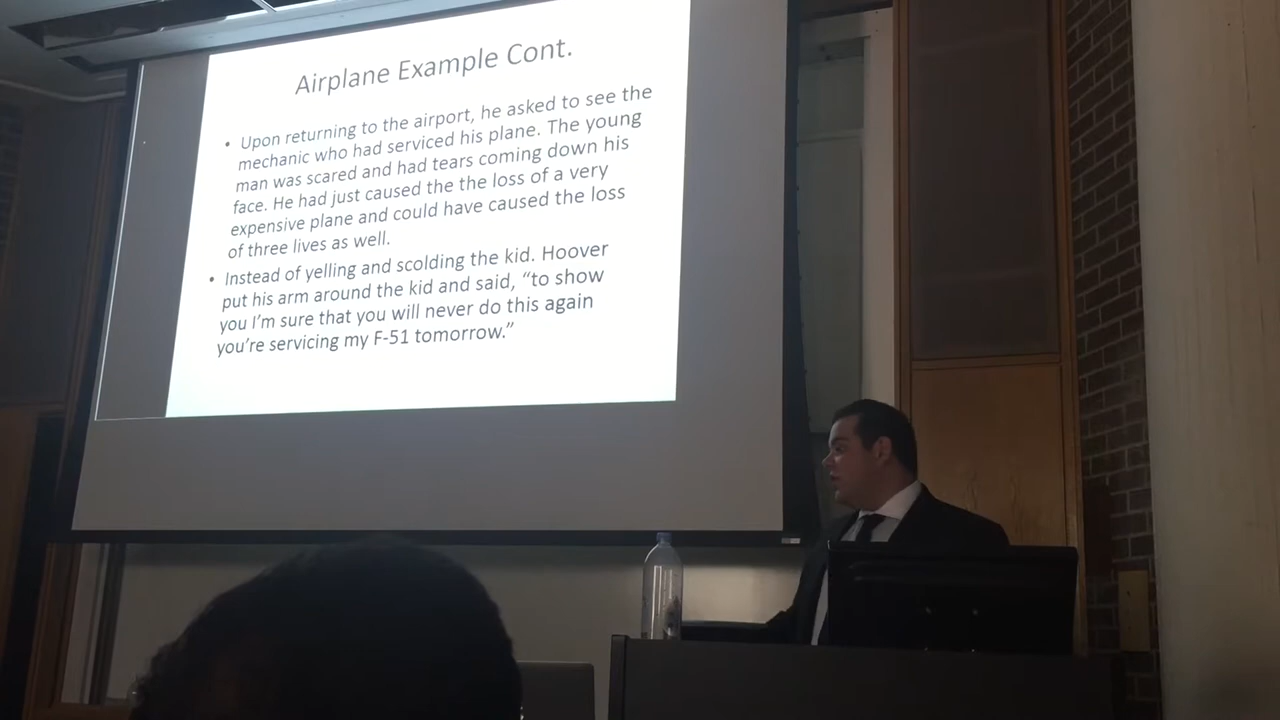 Airplane Example Cont.
• Upon returning to the airport, he asked to see the
mechanic who had serviced his plane. The young
man was scared and had tears coming down his
face. He had just caused the the loss of a very
expensive plane and could have caused the loss
of three lives as well.
• Instead of yelling and scolding the kid. Hoover
put his arm around the kid and said, “to show
you I’m sure that you will never do this again
you’re servicing my F-51 tomorrow.”